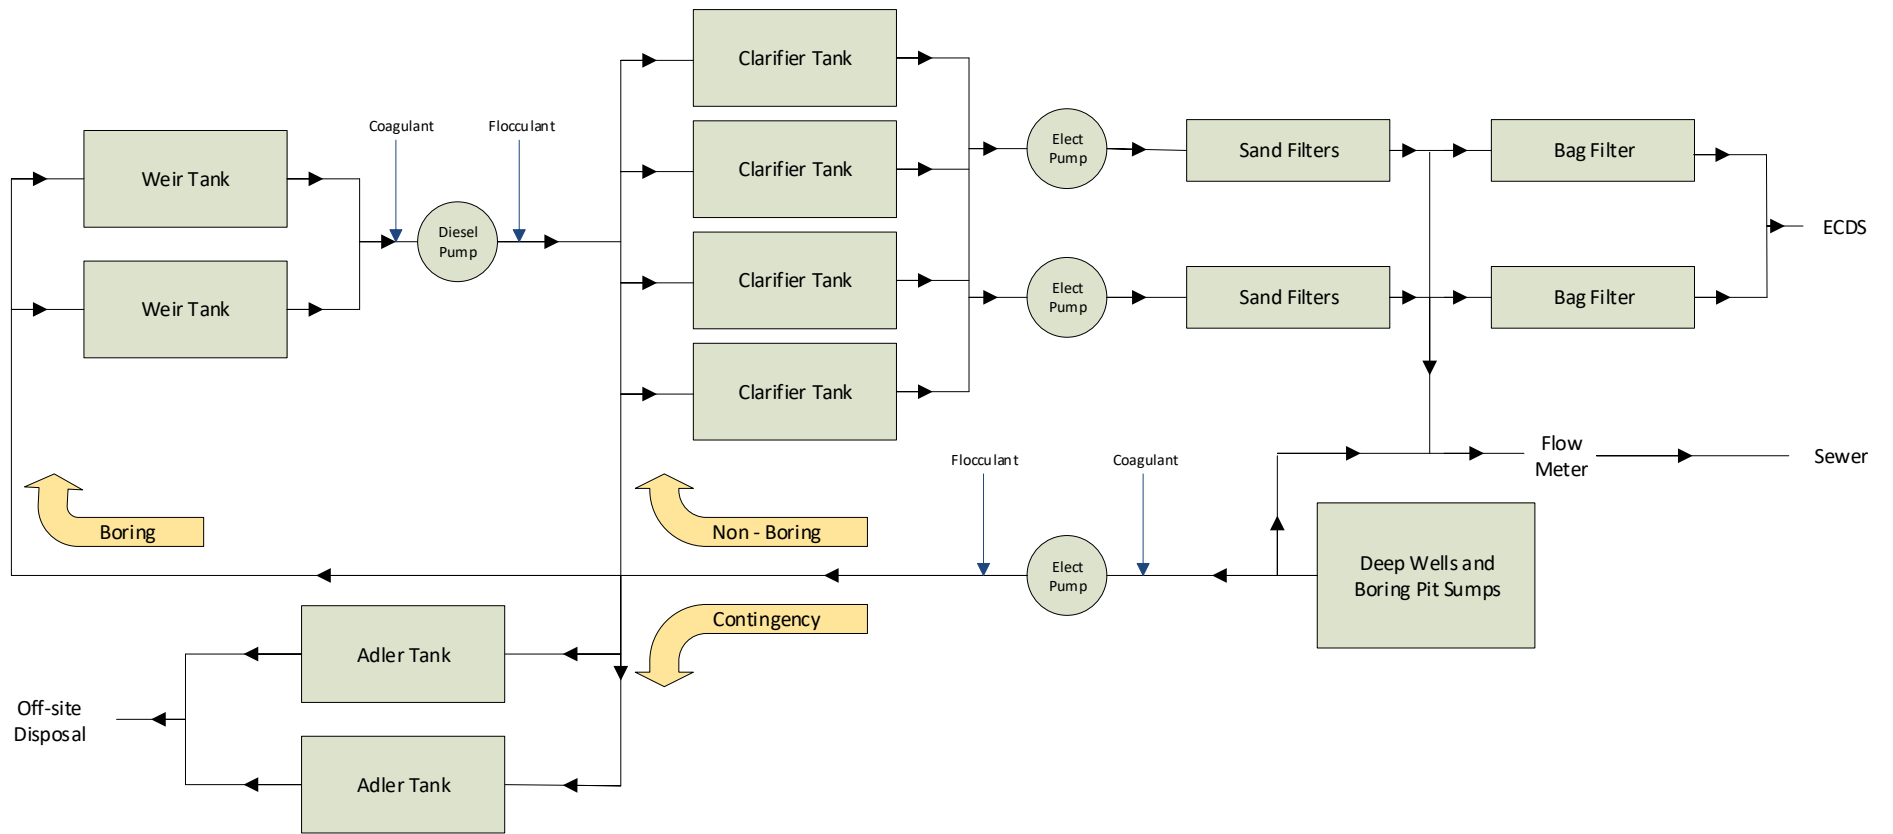 Clarifier Tank
Coagulant
Flocculant
Weir Tank
Clarifier Tank
Elect
Pump
Sand Filters
Bag Filter
Diesel
Pump
ECDS
Weir Tank
Clarifier Tank
Elect
Pump
Sand Filters
Bag Filter
Clarifier Tank
Flocculant
Coagulant
Flow
Meter
Sewer
Boring
Non - Boring
Elect
Pump
Deep Wells and
Boring Pit Sumps
Contingency
Adler Tank
Off-site
Disposal
Adler Tank